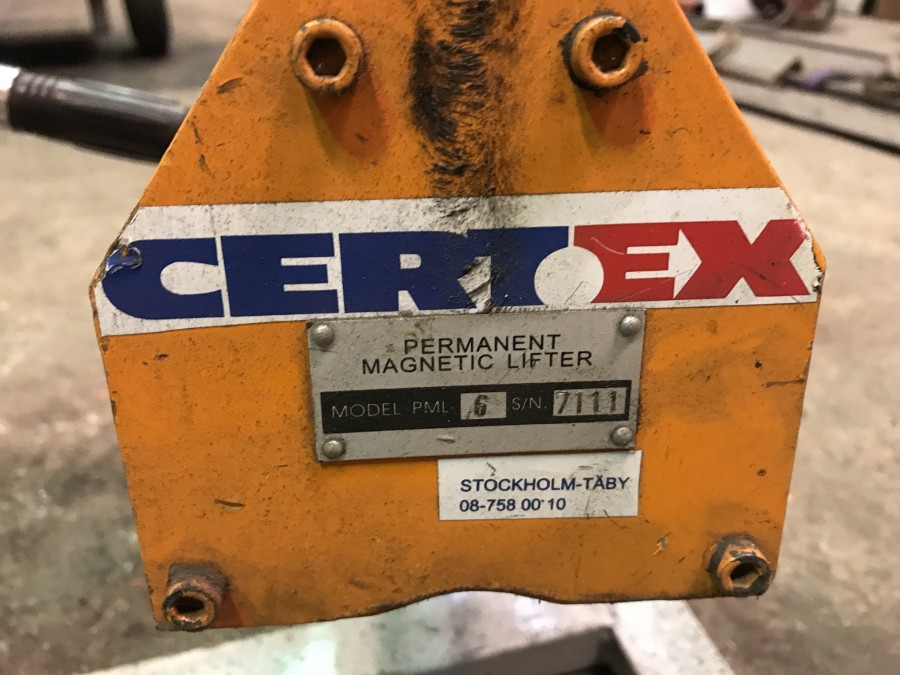 CERTEX
PERMANENT
MAGNETIC LIFTER
MODEL PML- 6 S/N. 7111
STOCKHOLM-TÄBY
08-758 00 10